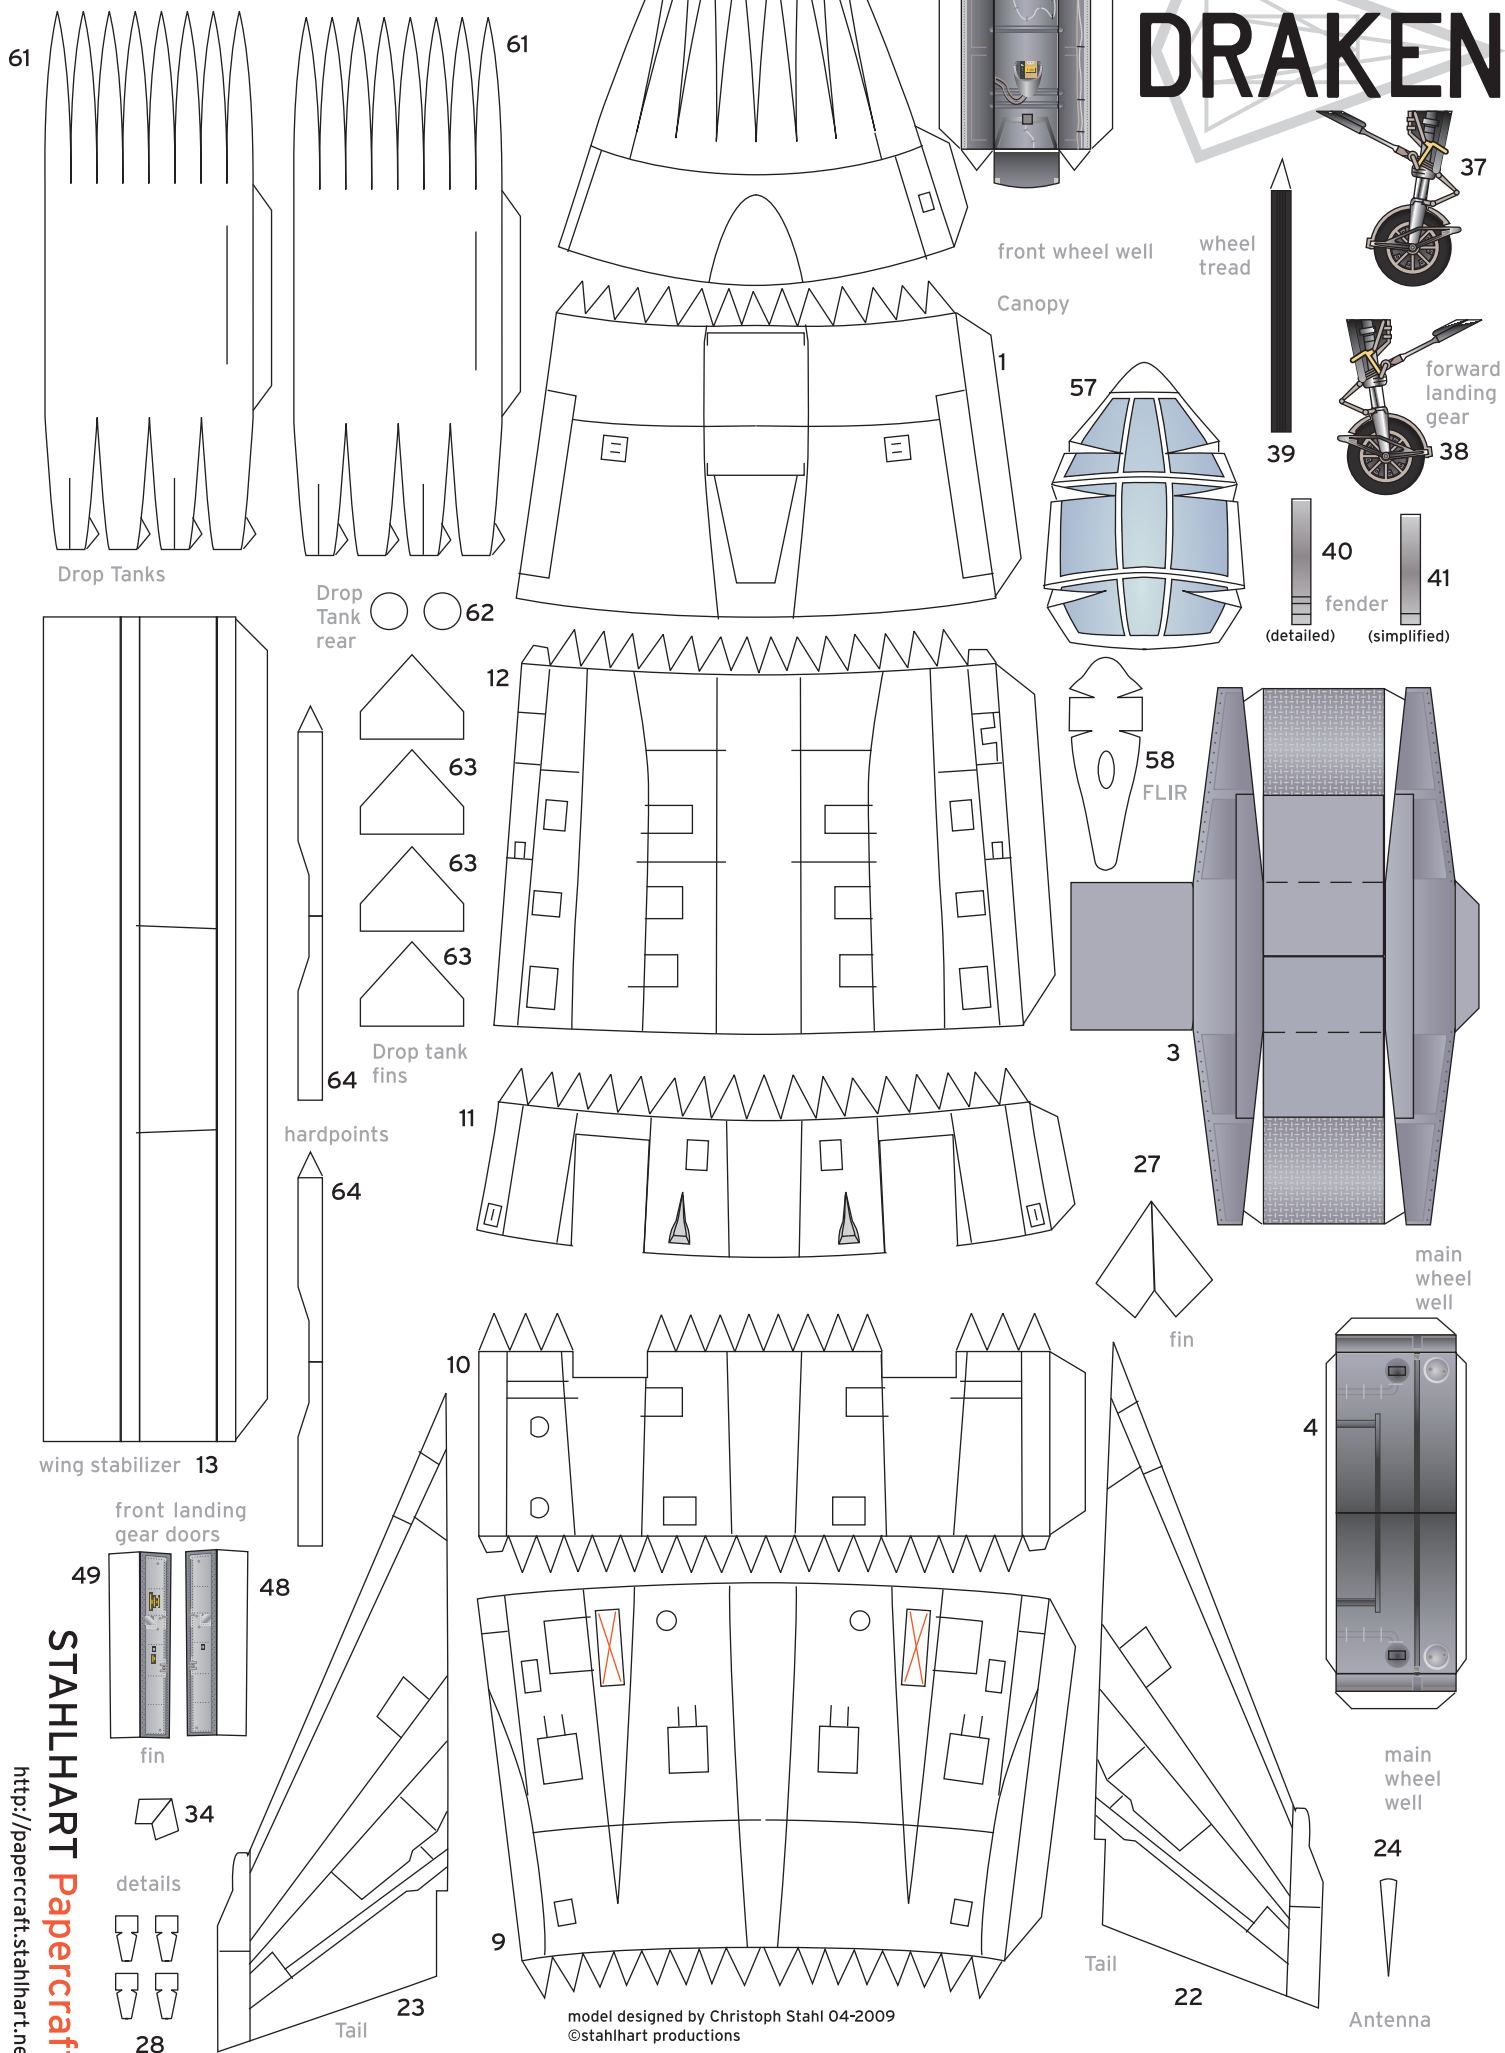 DRAKEN
61
61
37
front wheel well
wheel
tread
Canopy
1
57
forward
landing
gear
39
38
40
41
fender
(detailed)
(simplified)
Drop Tanks
Drop
Tank
rear
62
12
63
58
FLIR
63
63
3
Drop tank
fins
64
11
hardpoints
27
64
main
wheel
well
fin
10
4
wing stabilizer 13
front landing
gear doors
49
48
fin
main
wheel
well
34
24
details
9
Tail
22
23
Tail
28
Antenna
model designed by Christoph Stahl 04-2009
©stahlhart productions
STAHLHART Papercraf
http://papercraft.stahlhart.ne